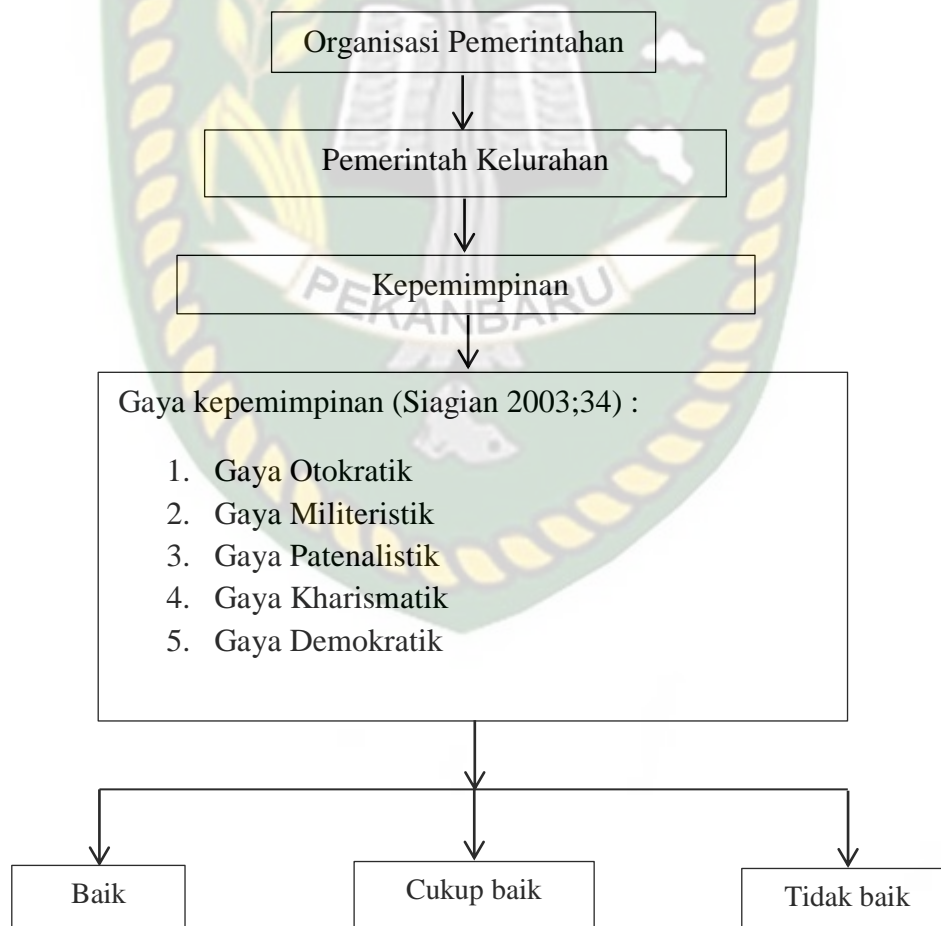 Organisasi Pemerintahan
Pemerintah Kelurahan
Kepemimpinan
PEKANBARU
Gaya kepemimpinan (Siagian 2003;34) :
1. Gaya Otokratik
2. Gaya Militeristik
3. Gaya Patenalistik
4. Gaya Kharismatik
5. Gaya Demokratik
Baik
Cukup baik
Tidak baik